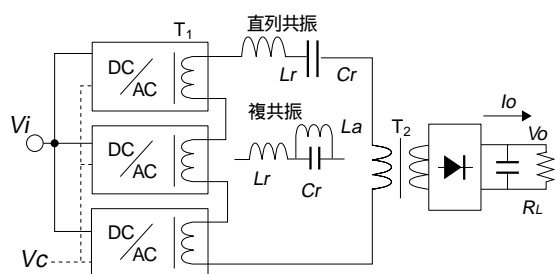 T1
直列共振
DC/AC
Lr
Cr
Vi
複共振
La
T2
Io
Vo
DC/AC
Lr
Cr
RL
DC/AC
Vc